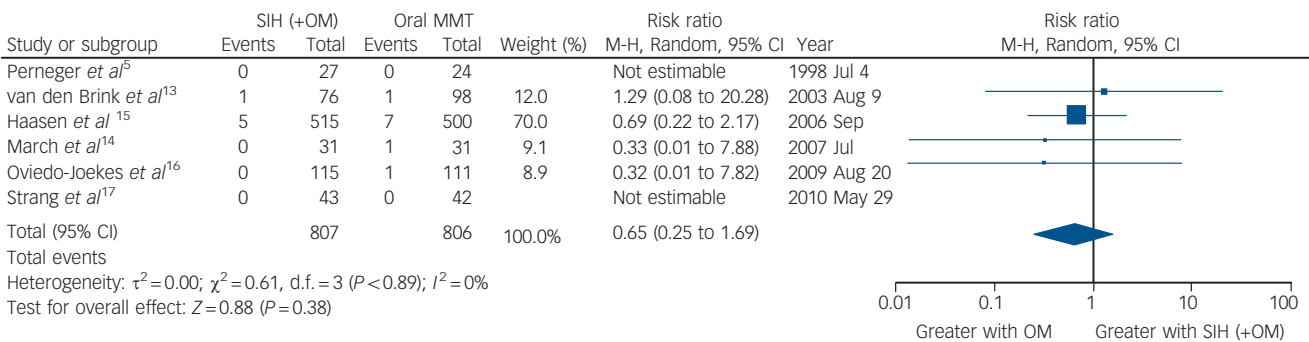 SIH (+OM) Oral MMT Risk ratio Risk ratio
Study or subgroup Events Total Events Total Weight (%) M-H, Random, 95% CI Year M-H, Random, 95% CI
Perneger et al5 0 27 0 24 Not estimable 1998 Jul 4
van den Brink et al13 1 76 1 98 12.0 1.29 (0.08 to 20.28) 2003 Aug 9
Haasen et al 15 5 515 7 500 70.0 0.69 (0.22 to 2.17) 2006 Sep
March et al14 0 31 1 31 9.1 0.33 (0.01 to 7.88) 2007 Jul
Oviedo-Joekes et al16 0 115 1 111 8.9 0.32 (0.01 to 7.82) 2009 Aug 20
Strang et al17 0 43 0 42 Not estimable 2010 May 29
Total (95% CI) 807 806 100.0% 0.65 (0.25 to 1.69)
Total events
Heterogeneity: τ2=0.00; χ2=0.61, d.f.=3 (P<0.89); I2=0%
Test for overall effect: Z=0.88 (P=0.38)
0.01 0.1 1 10 100
Greater with OM Greater with SIH (+OM)